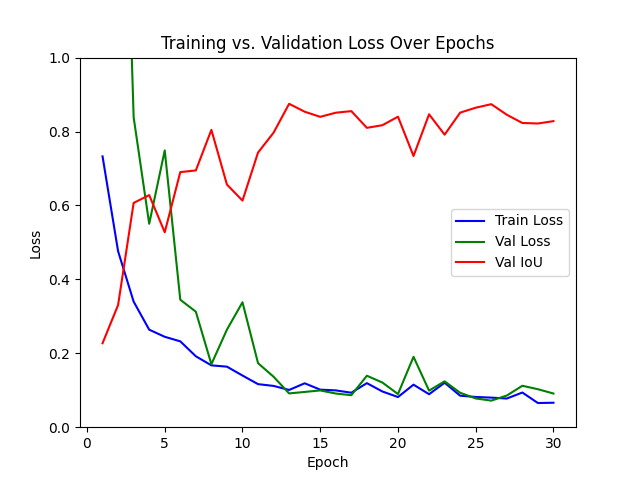 Training vs. Validation Loss Over Epochs
1.0
0.8
0.6
0.4
0.2
0.0
Loss
Train Loss
Val Loss
Val IoU
0 5 10 15 20 25 30
Epoch